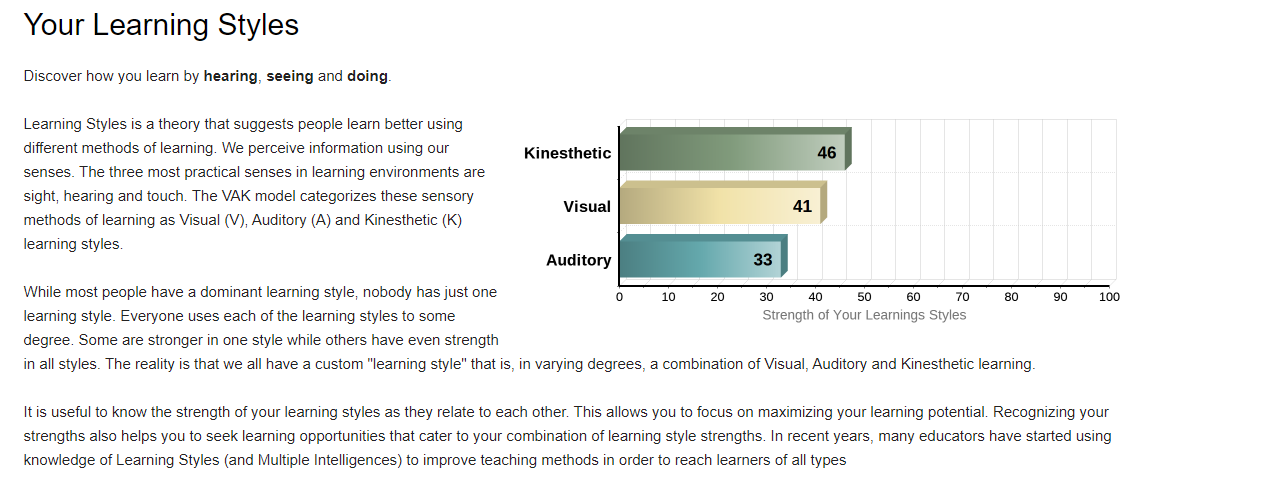 Your Learning Styles
Discover how you learn by hearing, seeing and doing.
Learning Styles is a theory that suggests people learn better using
different methods of learning. We perceive information using our
senses. The three most practical senses in learning environments are
sight, hearing and touch. The VAK model categorizes these sensory
methods of learning as Visual (V), Auditory (A) and Kinesthetic (K)
learning styles.
While most people have a dominant learning style, nobody has just one
learning style. Everyone uses each of the learning styles to some
degree. Some are stronger in one style while others have even strength
in all styles. The reality is that we all have a custom "learning style" that is, in varying degrees, a combination of Visual, Auditory and Kinesthetic learning.
Kinesthetic 46
Visual 41
Auditory 33
0 10 20 30 40 50 60 70 80 90 100
Strength of Your Learnings Styles
It is useful to know the strength of your learning styles as they relate to each other. This allows you to focus on maximizing your learning potential. Recognizing your
strengths also helps you to seek learning opportunities that cater to your combination of learning style strengths. In recent years, many educators have started using
knowledge of Learning Styles (and Multiple Intelligences) to improve teaching methods in order to reach learners of all types